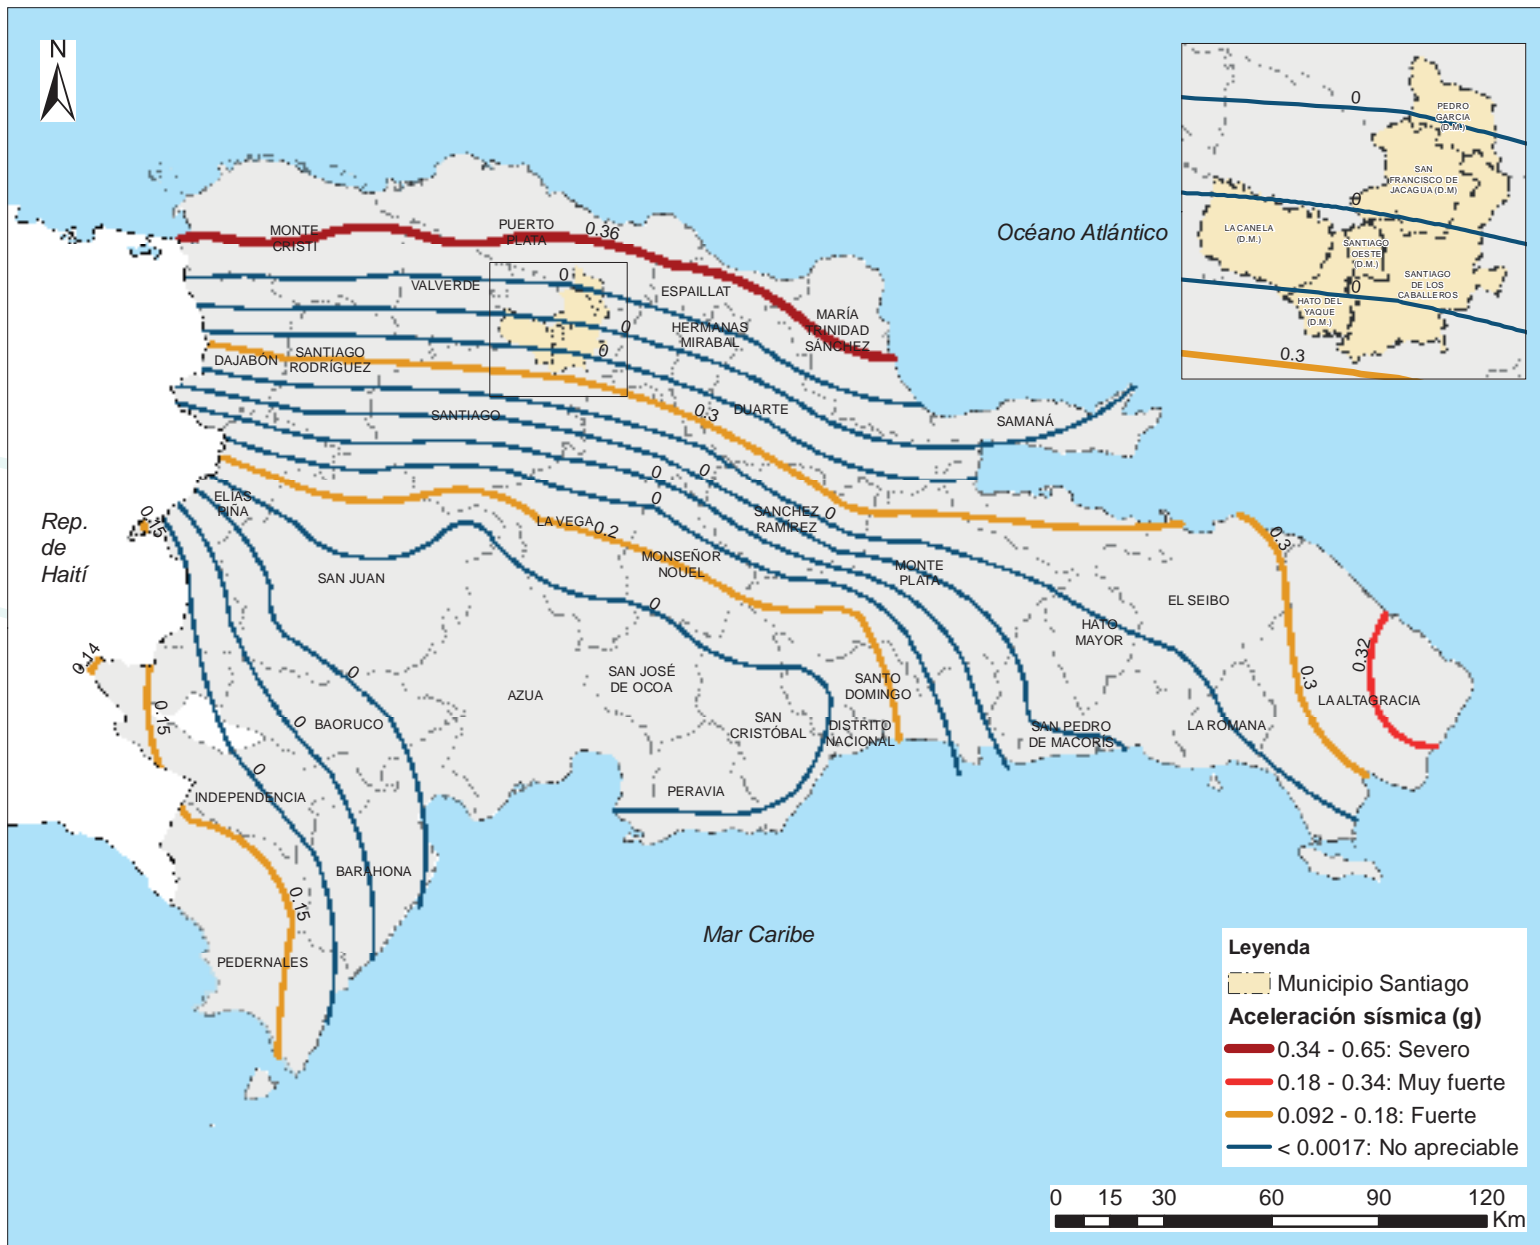 N
0
PEDRO
GARCÍA
(D.M.)
SAN
FRANCISCO DE
JACAGUA (D.M)
0
LA CANELA
(D.M.)
SANTIAGO
OESTE
(D.M.)
SANTIAGO
DE LOS
CABALLEROS
0
HATO DEL
YAQUE
(D.M.)
0.3
Océano Atlántico
MONTE
CRISTI
PUERTO
PLATA
0.36
VALVERDE
0
ESPAILLAT
MARÍA
TRINIDAD
SÁNCHEZ
HERMANAS
MIRABAL
0
0
DAJABÓN
SANTIAGO
RODRÍGUEZ
SANTIAGO
0.3
DUARTE
SAMANÁ
0
0
0
ELÍAS
PIÑA
0.15
Rep.
de
Haití
LA VEGA
0.2
SÁNCHEZ
RAMÍREZ
0
MONSEÑOR
NOUEL
SAN JUAN
MONTE
PLATA
0.3
EL SEIBO
0
HATO
MAYOR
0.14
0.32
0
SAN JOSÉ
DE OCOA
SANTO
DOMINGO
0.3
AZUA
LA ALTAGRACIA
0.15
0
BAORUCO
SAN
CRISTÓBAL
DISTRITO
NACIONAL
SAN PEDRO
DE MACORÍS
LA ROMANA
0
INDEPENDENCIA
PERAVIA
BARAHONA
0.15
PEDERNALES
Mar Caribe
Leyenda
Municipio Santiago
Aceleración sísmica (g)
0.34 - 0.65: Severo
0.18 - 0.34: Muy fuerte
0.092 - 0.18: Fuerte
< 0.0017: No apreciable
0 15 30 60 90 120
Km